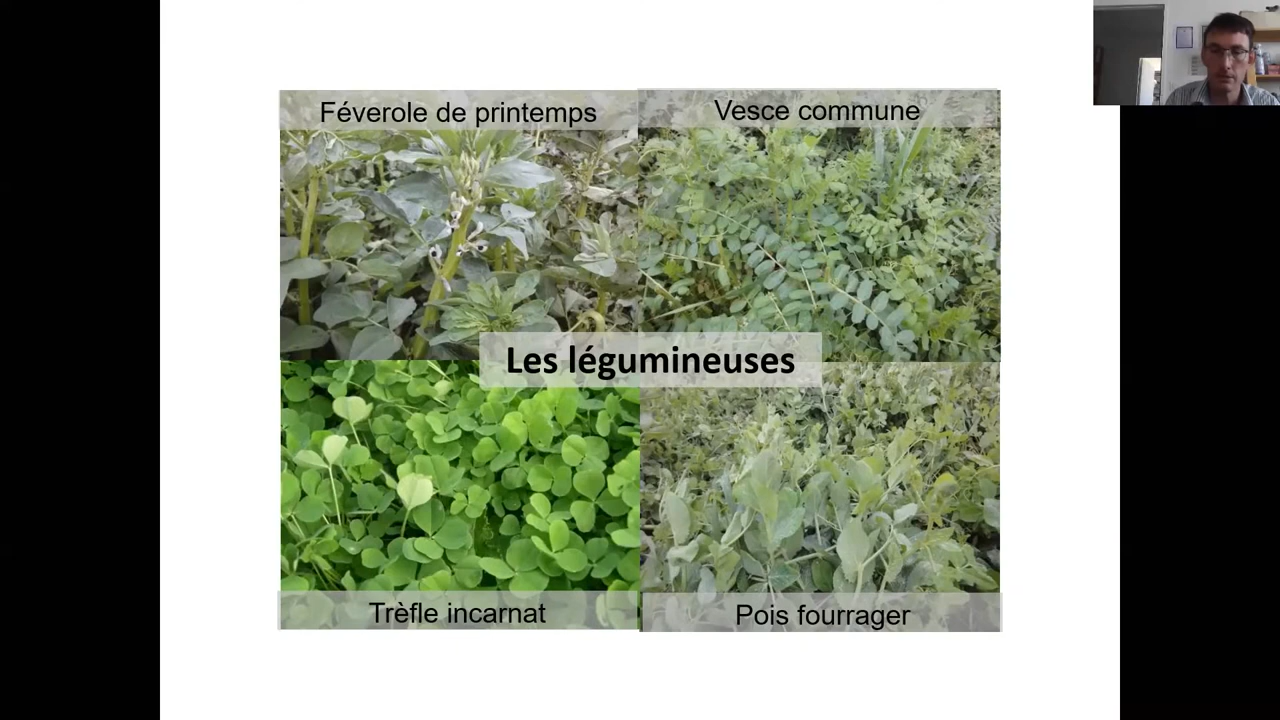 Féverole de printemps
Vesce commune
Les légumineuses
Trèfle incarnat
Pois fourrager